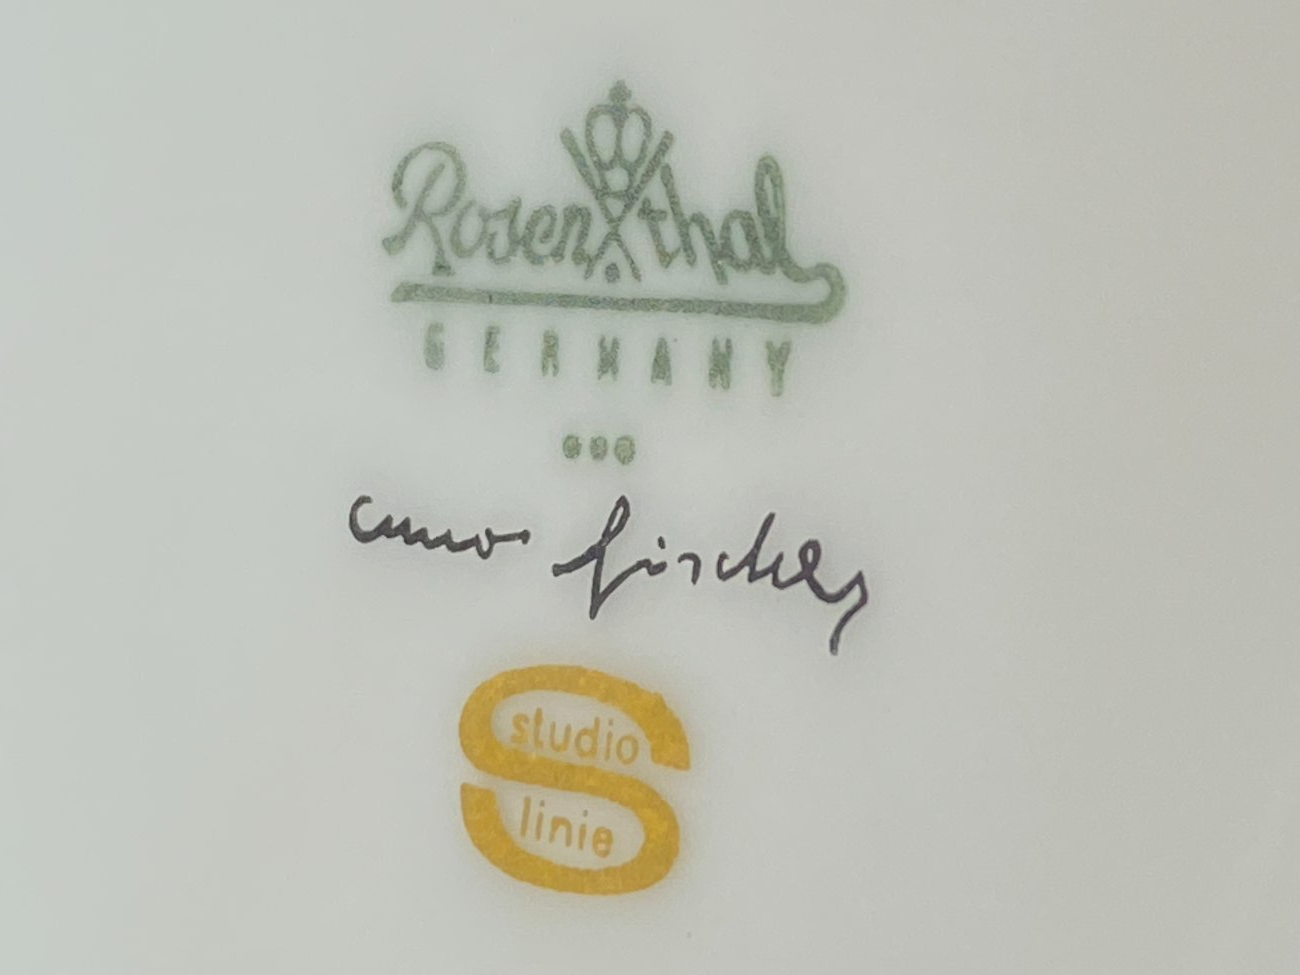 Rosenthal
GERMANY
cuno fischer
studio
linie